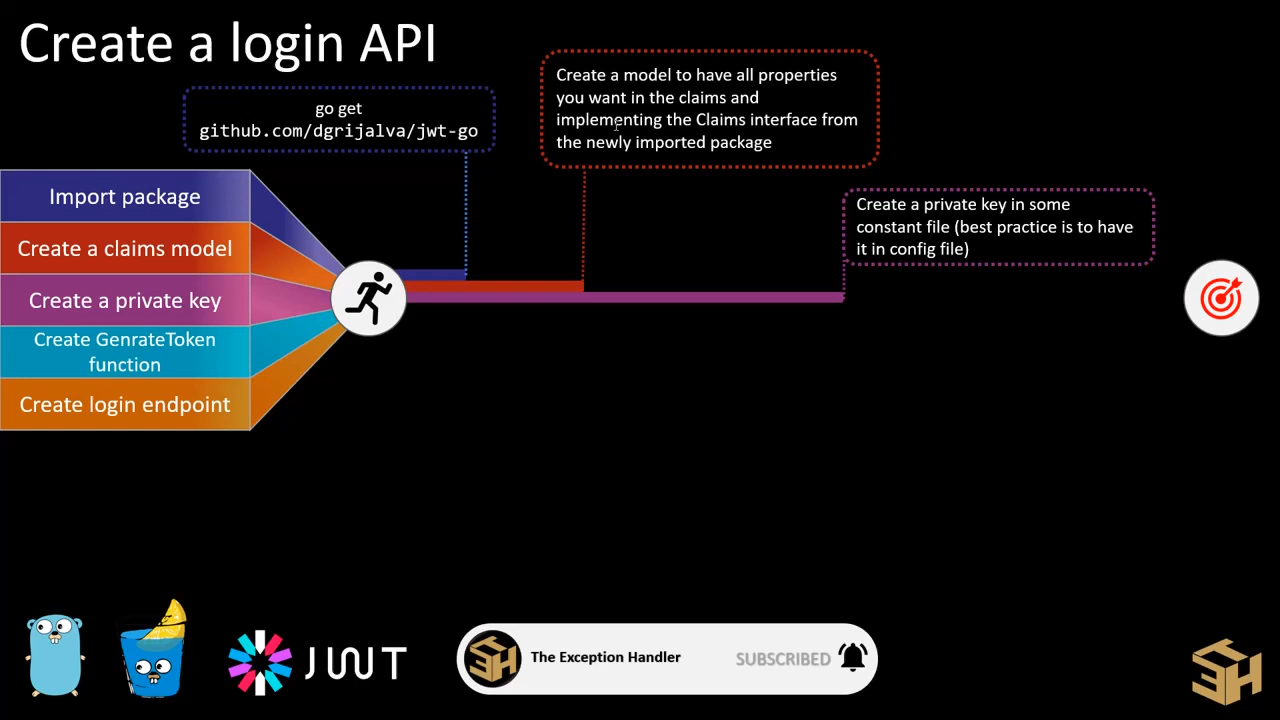 Create a login API
go get
github.com/dgrijalva/jwt-go
Create a model to have all properties
you want in the claims and
implementing the Claims interface from
the newly imported package
Create a private key in some
constant file (best practice is to have
it in config file)
Import package
Create a claims model
Create a private key
Create GenrateToken
function
Create login endpoint
JWT
The Exception Handler
SUBSCRIBED